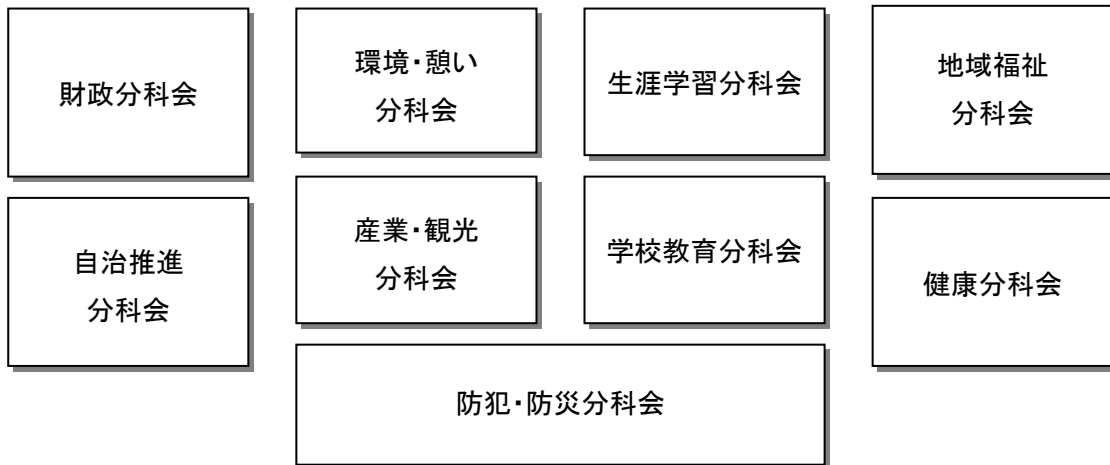 財政分科会
環境・憩い
分科会
生涯学習分科会
地域福祉
分科会
自治推進
分科会
産業・観光
分科会
学校教育分科会
健康分科会
防犯・防災分科会